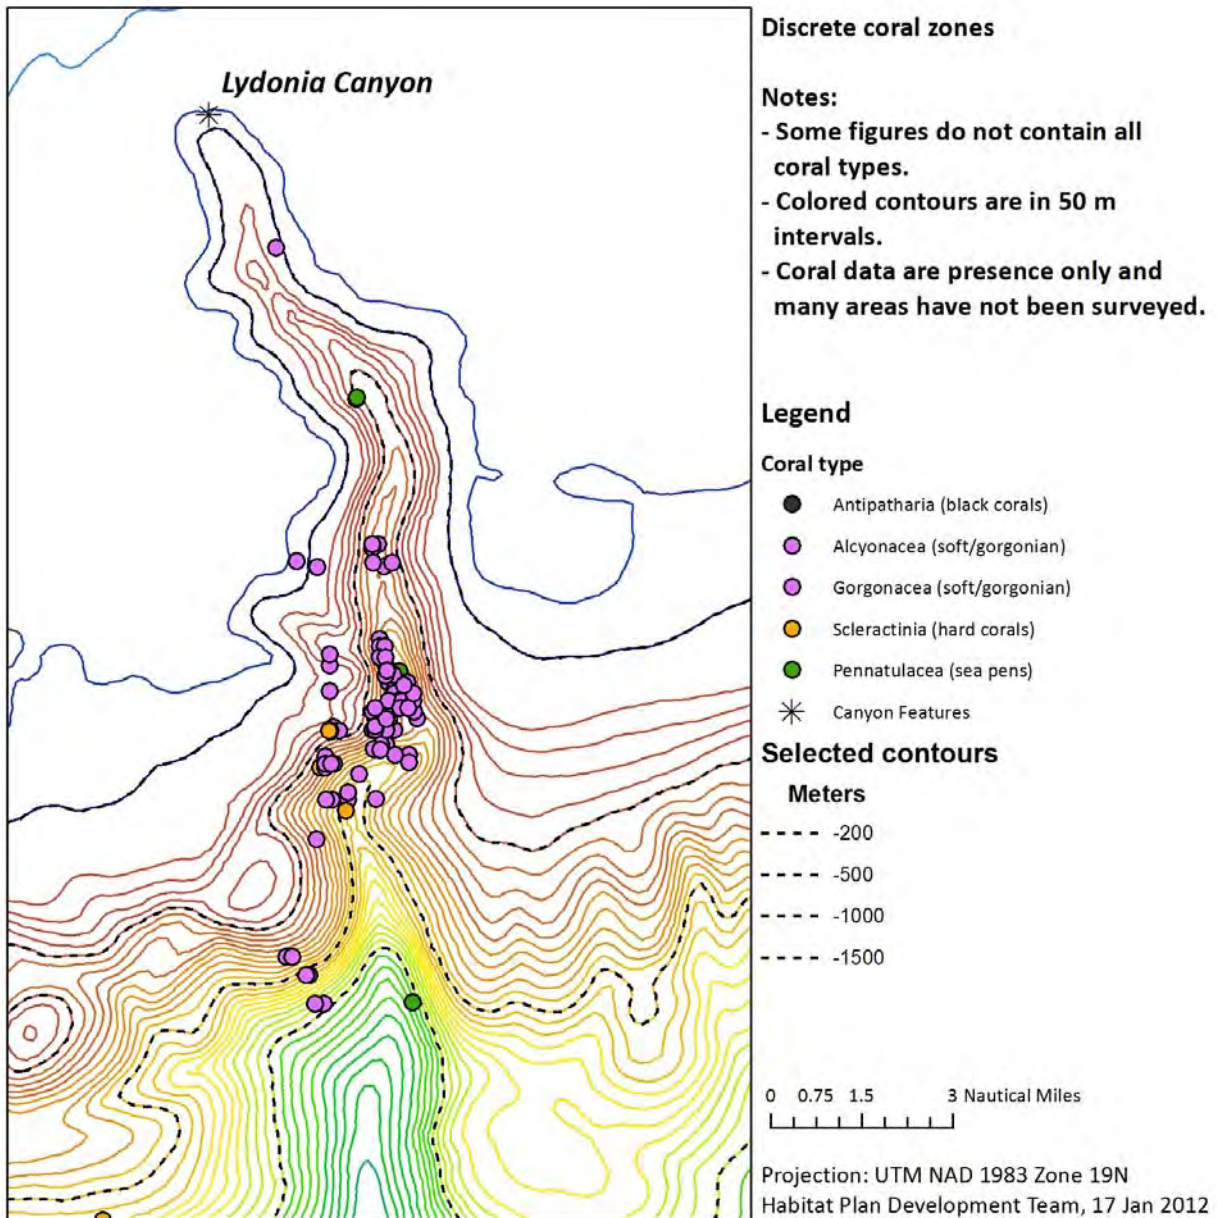 Lydonia Canyon
Discrete coral zones
Notes:
- Some figures do not contain all
coral types.
- Colored contours are in 50 m
intervals.
- Coral data are presence only and
many areas have not been surveyed.
Legend
Coral type
Antipatharia (black corals)
Alcyonacea (soft/gorgonian)
Gorgonacea (soft/gorgonian)
Scleractinia (hard corals)
Pennatulacea (sea pens)
Canyon Features
Selected contours
Meters
-200
-500
-1000
-1500
0 0.75 1.5 3 Nautical Miles
Projection: UTM NAD 1983 Zone 19N
Habitat Plan Development Team, 17 Jan 2012